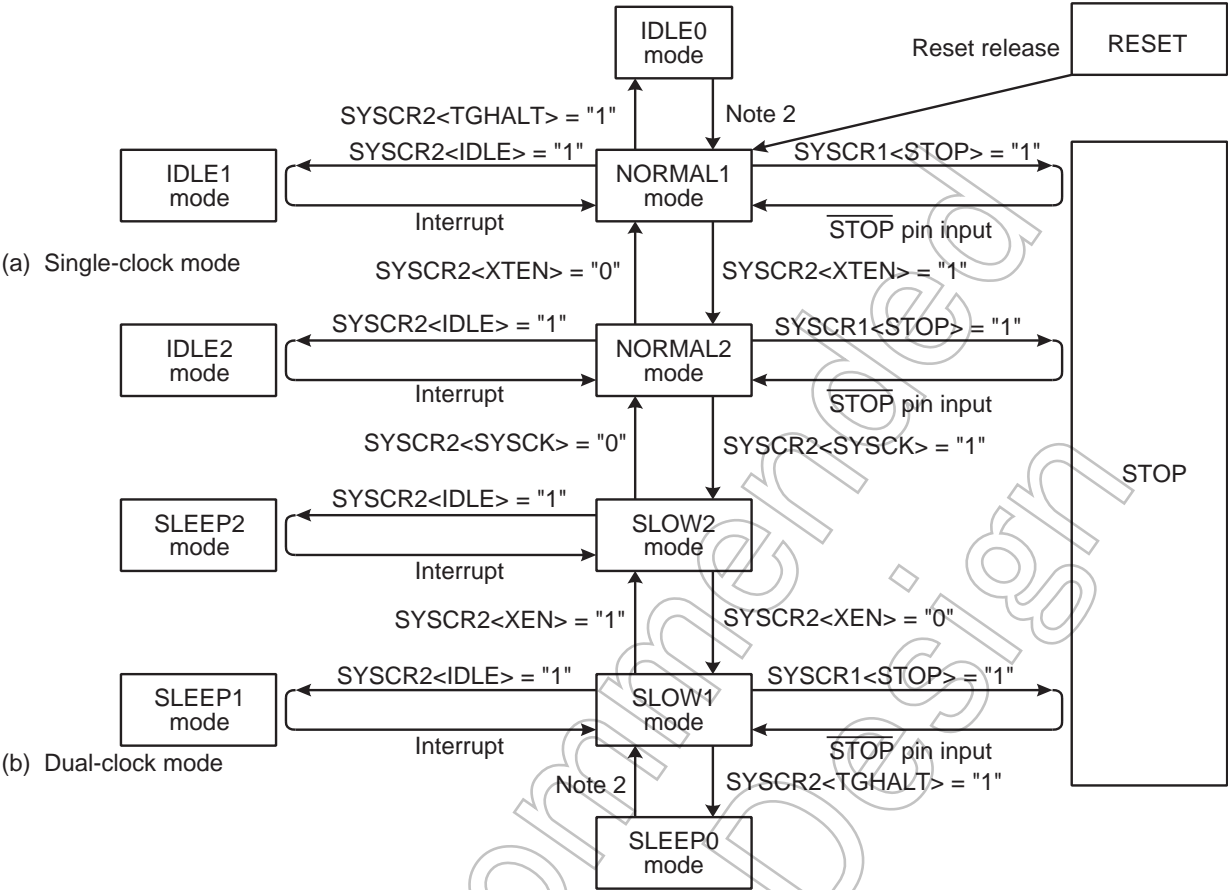 IDLE0
mode
Reset release
RESET
SYSCR2<TGHALT> = "1"
Note 2
IDLE1
mode
SYSCR2<IDLE> = "1"
Interrupt
NORMAL1
mode
SYSCR1<STOP> = "1"
STOP pin input
(a) Single-clock mode
SYSCR2<XTEN> = "0"
SYSCR2<XTEN> = "1"
IDLE2
mode
SYSCR2<IDLE> = "1"
Interrupt
NORMAL2
mode
SYSCR1<STOP> = "1"
STOP pin input
SYSCR2<SYSCK> = "0"
SYSCR2<SYSCK> = "1"
STOP
SLEEP2
mode
SYSCR2<IDLE> = "1"
Interrupt
SLOW2
mode
SYSCR2<XEN> = "1"
SYSCR2<XEN> = "0"
SLEEP1
mode
SYSCR2<IDLE> = "1"
Interrupt
SLOW1
mode
SYSCR1<STOP> = "1"
STOP pin input
(b) Dual-clock mode
Note 2
SYSCR2<TGHALT> = "1"
SLEEP0
mode
Design